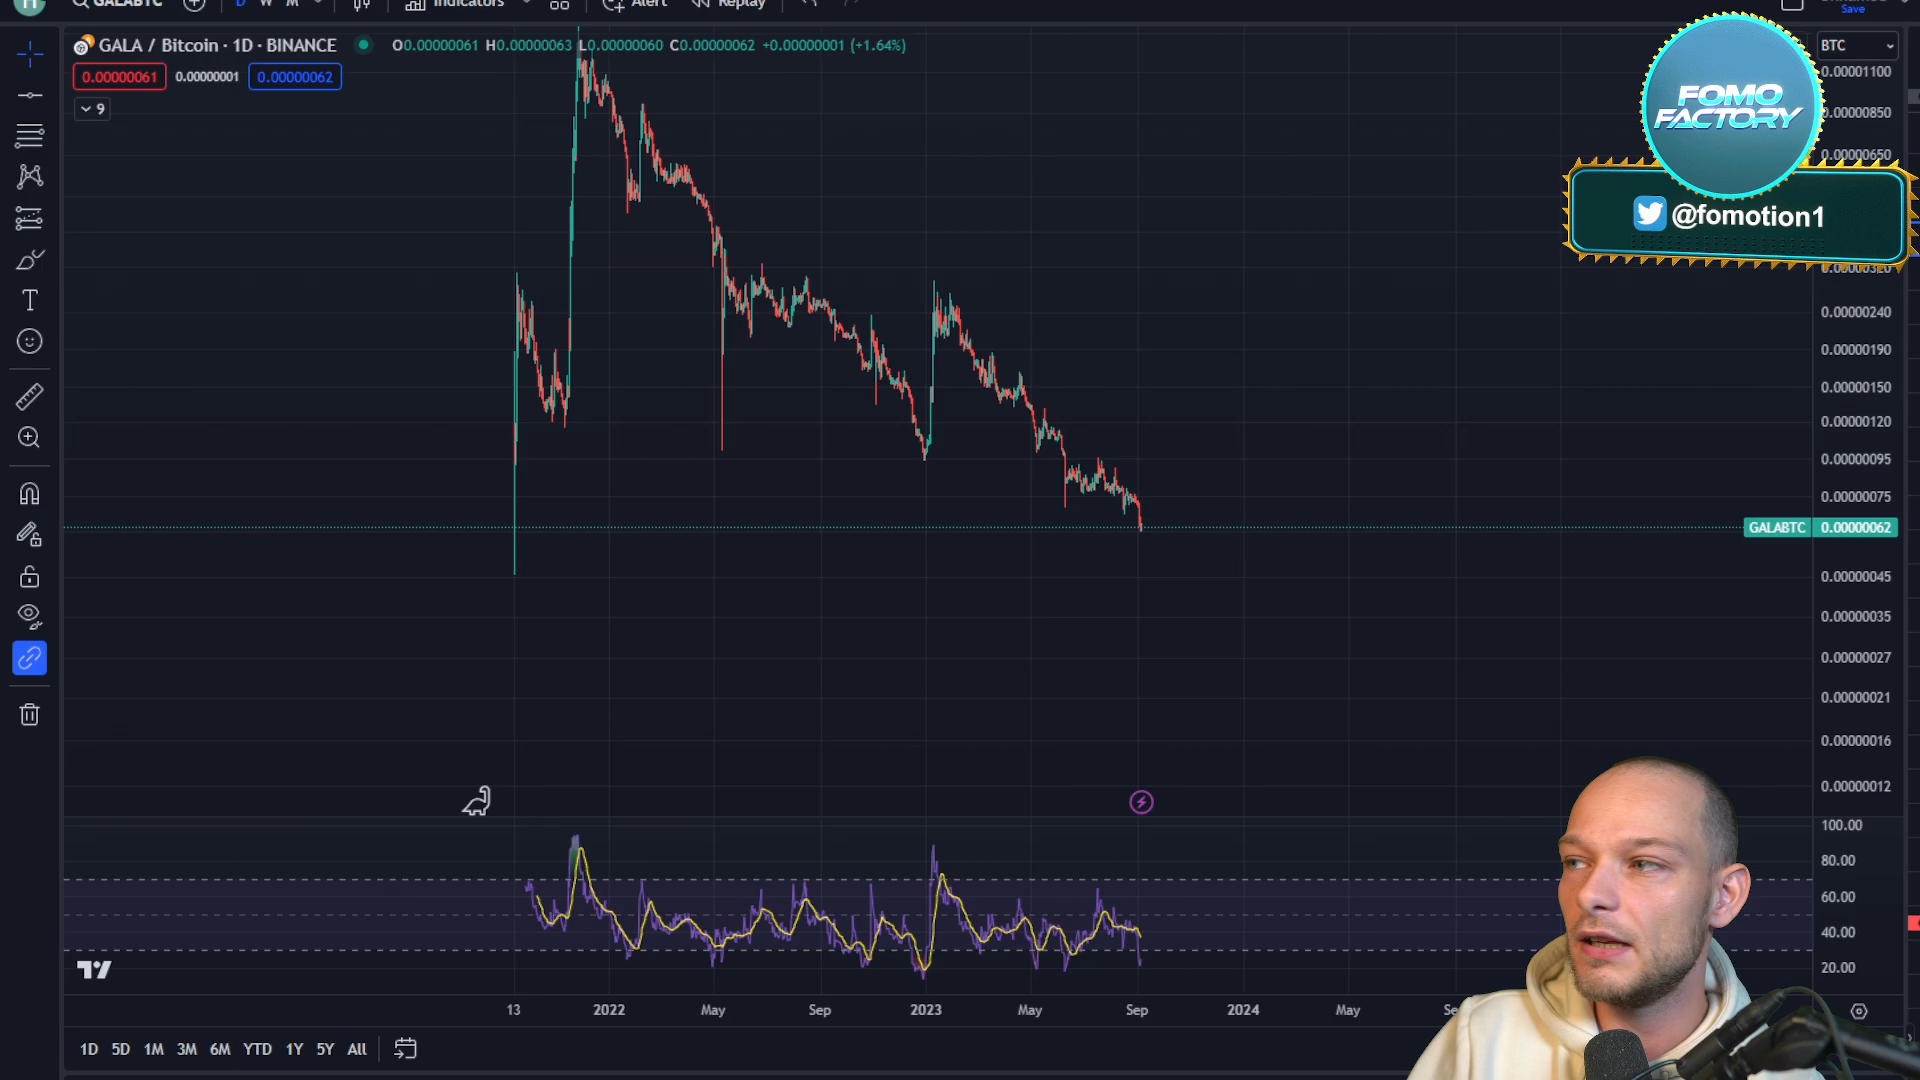 GALABTC D W M Indicators Alert Replay Save
GALA / Bitcoin · 1D · BINANCE O0.00000061 H0.00000063 L0.00000060 C0.00000062 +0.00000001 (+1.64%)
BTC
0.00000061 0.00000001 0.00000062
9
FOMO
FACTORY
@fomotion1
0.00001100
0.00000850
0.00000650
0.00000240
0.00000190
0.00000150
0.00000120
0.00000095
0.00000075
GALABTC 0.00000062
0.00000045
0.00000035
0.00000027
0.00000021
0.00000016
0.00000012
100.00
80.00
60.00
40.00
20.00
13 2022 May Sep 2023 May Sep 2024 May
1D 5D 1M 3M 6M YTD 1Y 5Y All